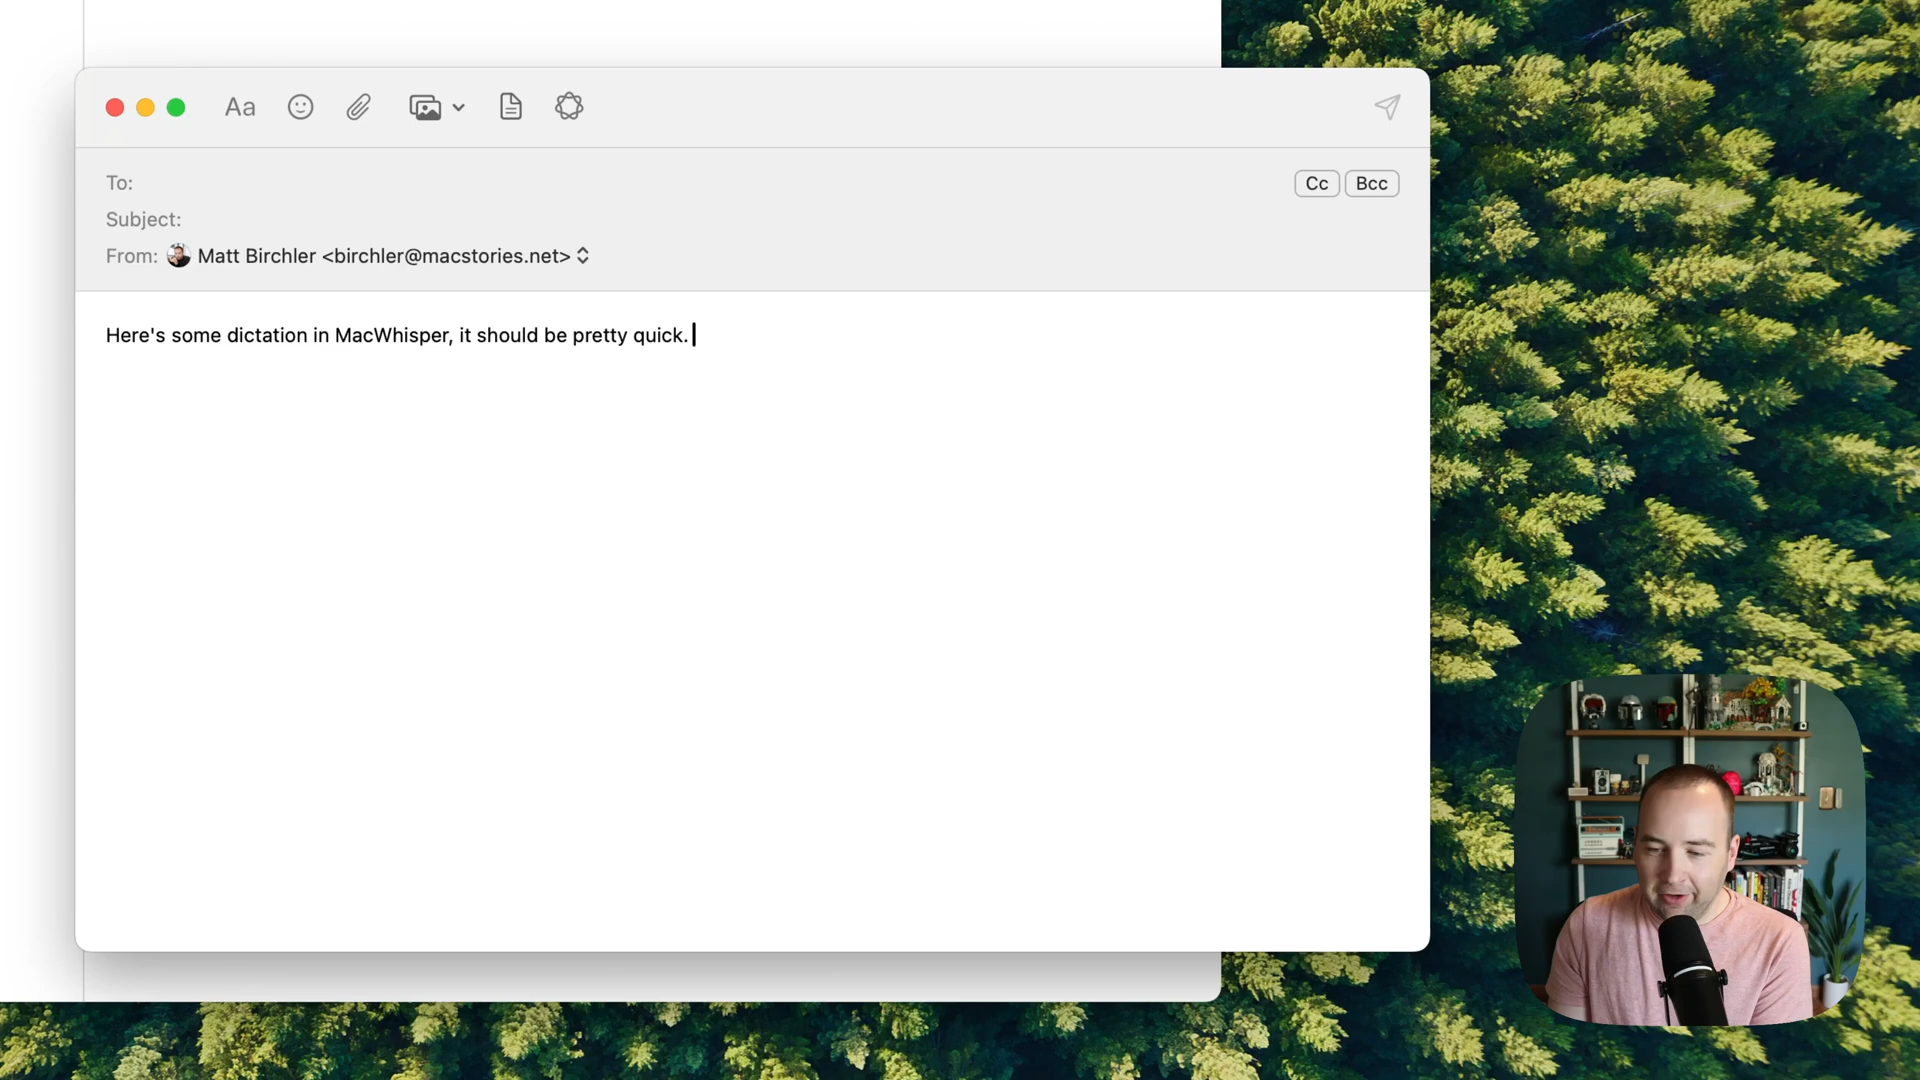 Aa
To:
Cc Bcc
Subject:
From: Matt Birchler <birchler@macstories.net>
Here's some dictation in MacWhisper, it should be pretty quick.